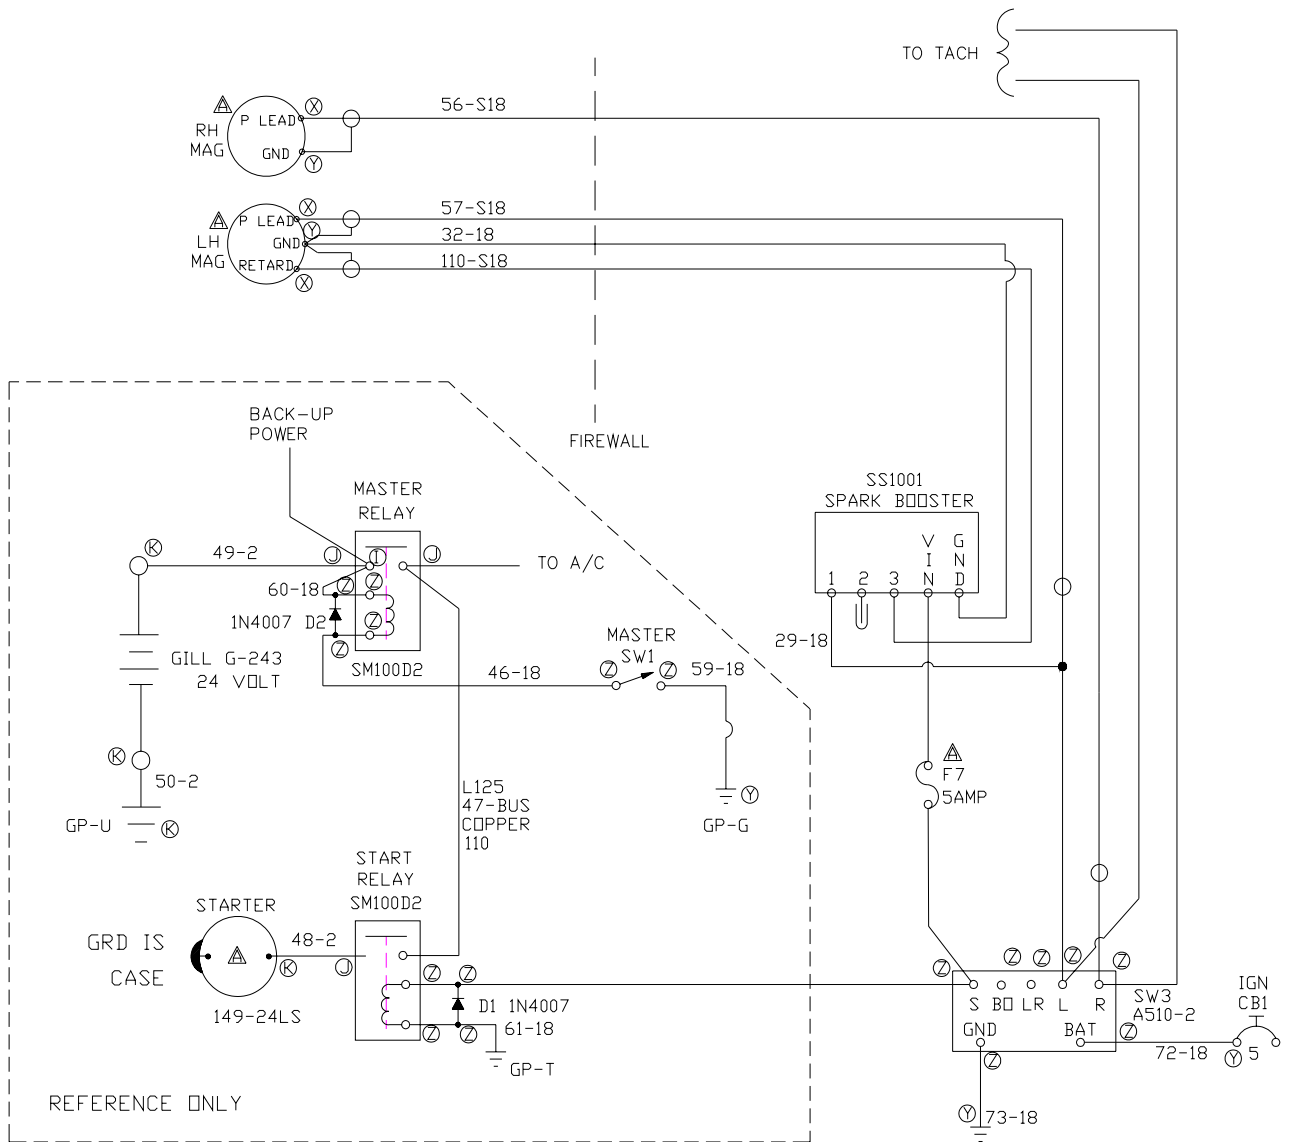 TO TACH
56-S18
A
X
P LEAD
RH
MAG
GND
Y
57-S18
A
X
P LEAD
Y
32-18
LH
GND
MAG
RETARD
110-S18
X
BACK-UP
POWER
FIREWALL
SS1001
SPARK BOOSTER
MASTER
RELAY
VIN
GND
1
2
3
K
49-2
J
I
J
TO A/C
60-18
Z
Z
1N4007 D2
Z
Z
MASTER
SW1
29-18
GILL G-243
24 VOLT
SM100D2
46-18
Z
Z
59-18
K
50-2
A
F7
5AMP
L125
47-BUS
COPPER
110
Y
GP-G
GP-U
K
START
RELAY
SM100D2
STARTER
GRD IS
CASE
A
48-2
K
J
149-24LS
Z
Z
D1 1N4007
61-18
Z
Z
GP-T
Z
Z
Z
Z
Z
S
BO
LR
L
R
SW3
A510-2
IGN
CB1
GND
BAT
Z
72-18
Y
5
Z
REFERENCE ONLY
Y
73-18